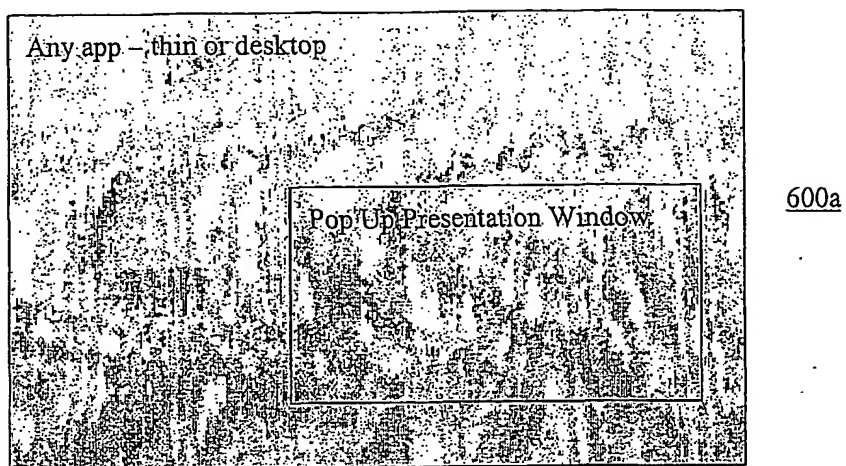 Any app – thin or desktop
Pop Up Presentation Window
600a